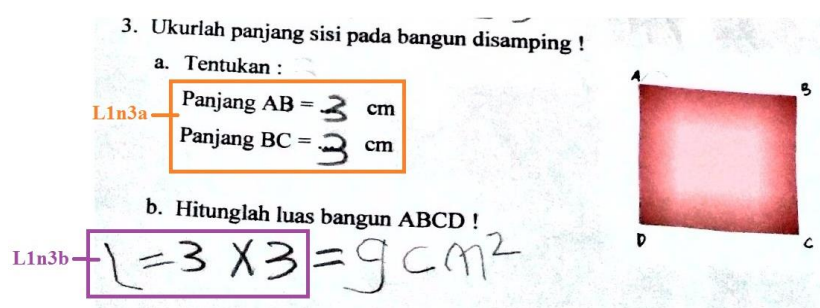 3. Ukurlah panjang sisi pada bangun disamping !
a. Tentukan :
L1n3a
Panjang AB = 3 cm
Panjang BC = 3 cm
A
B
D
C
b. Hitunglah luas bangun ABCD !
L1n3b
L = 3 X 3 = 9 cm²